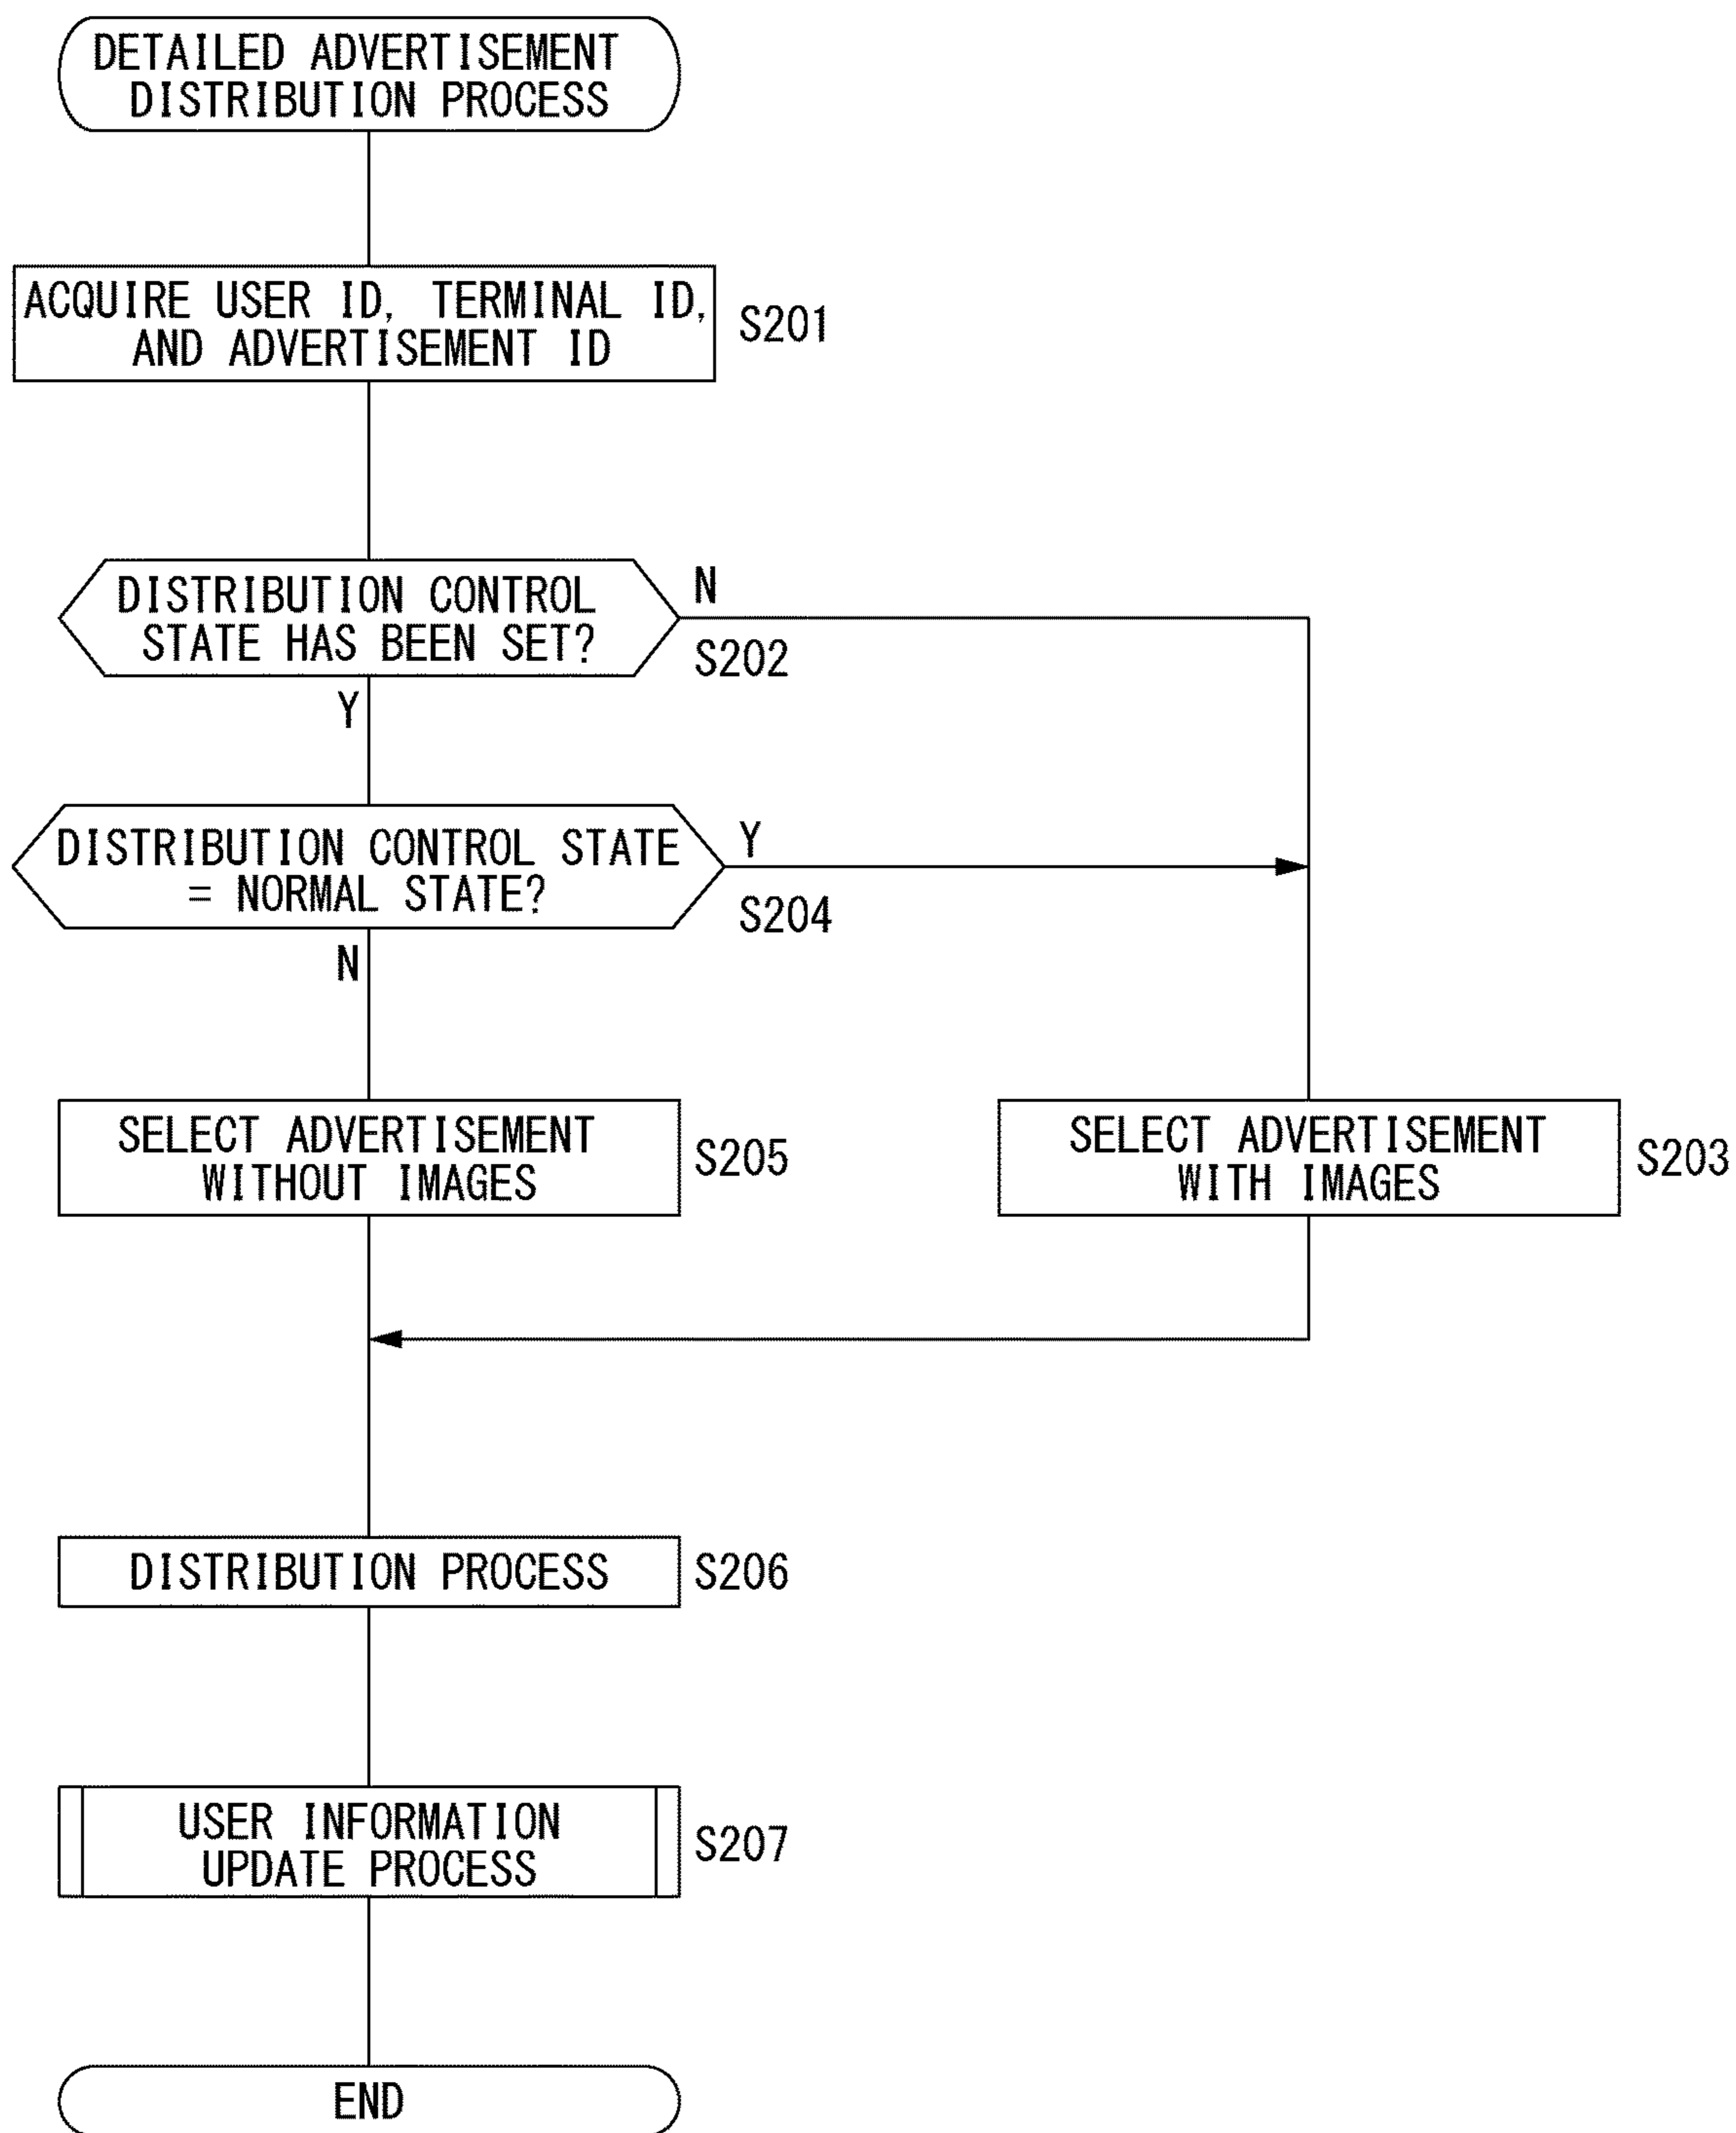 DETAILED ADVERTISEMENT
DISTRIBUTION PROCESS
ACQUIRE USER ID, TERMINAL ID,
AND ADVERTISEMENT ID
S201
DISTRIBUTION CONTROL
STATE HAS BEEN SET?
N
S202
Y
DISTRIBUTION CONTROL STATE
= NORMAL STATE?
Y
S204
N
SELECT ADVERTISEMENT
WITHOUT IMAGES
S205
SELECT ADVERTISEMENT
WITH IMAGES
S203
DISTRIBUTION PROCESS
S206
USER INFORMATION
UPDATE PROCESS
S207
END